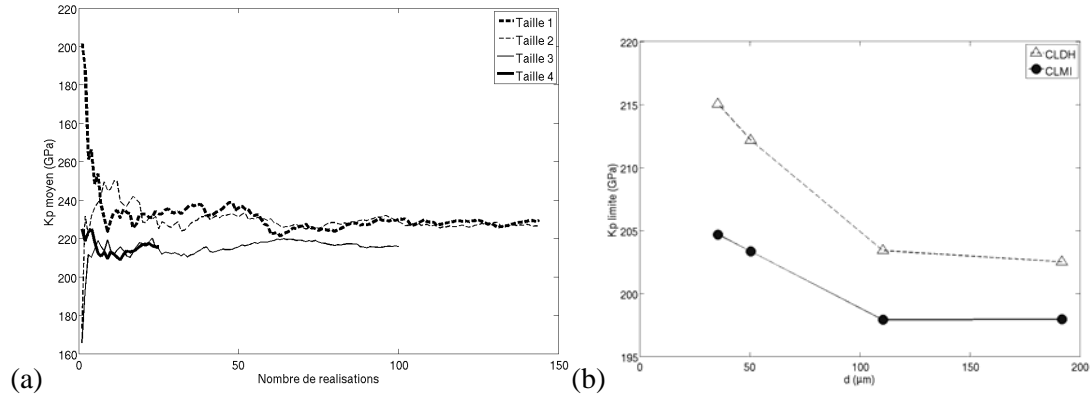 Kp moyen (GPa)
220
200
180
160
260
240
220
200
180
160
0
50
100
150
Nombre de realisations
Taille 1
Taille 2
Taille 3
Taille 4
(a)
Kp limite (GPa)
220
215
210
205
200
195
0
50
100
150
200
d (µm)
CLDH
CLMI
(b)